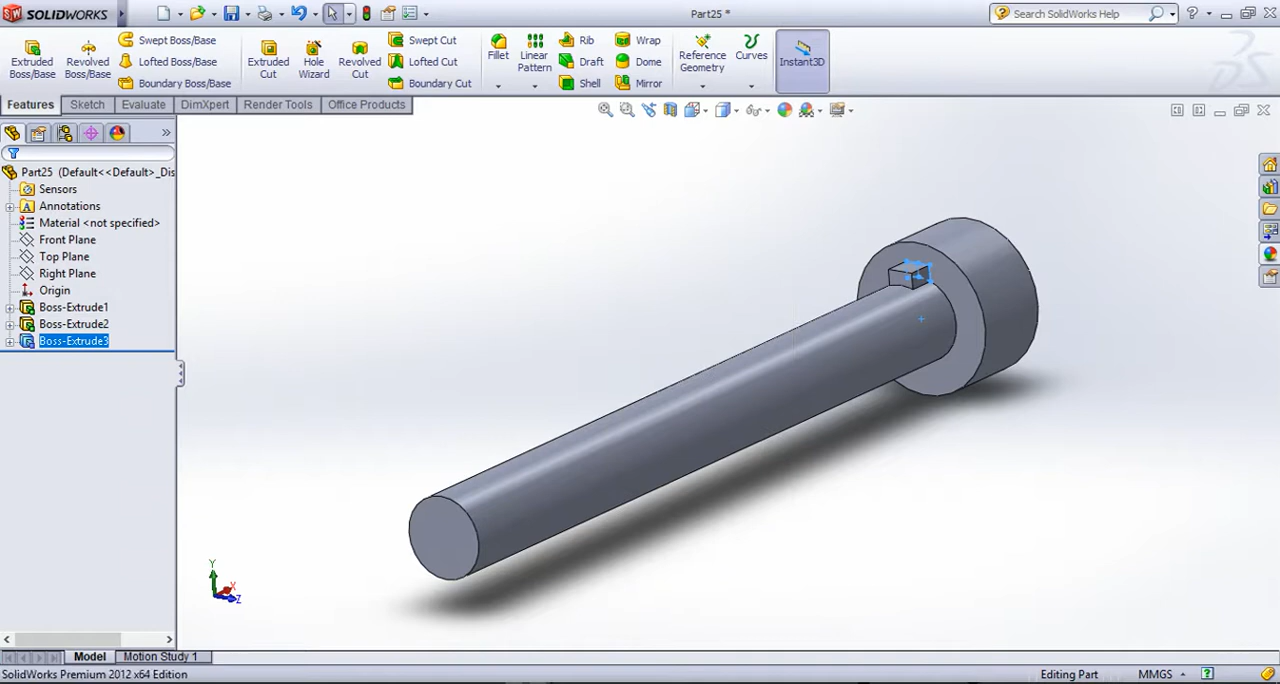 SOLIDWORKS
Part25 *
Search SolidWorks Help
Extruded Boss/Base
Revolved Boss/Base
Swept Boss/Base
Lofted Boss/Base
Boundary Boss/Base
Extruded Cut
Hole Wizard
Revolved Cut
Swept Cut
Lofted Cut
Boundary Cut
Fillet
Linear Pattern
Rib
Draft
Shell
Wrap
Dome
Mirror
Reference Geometry
Curves
Instant3D
Features
Sketch
Evaluate
DimXpert
Render Tools
Office Products
Part25 (Default<<Default>_Dis
Sensors
Annotations
Material <not specified>
Front Plane
Top Plane
Right Plane
Origin
Boss-Extrude1
Boss-Extrude2
Boss-Extrude3
Y
X
Z
Model
Motion Study 1
SolidWorks Premium 2012 x64 Edition
Editing Part
MMGS